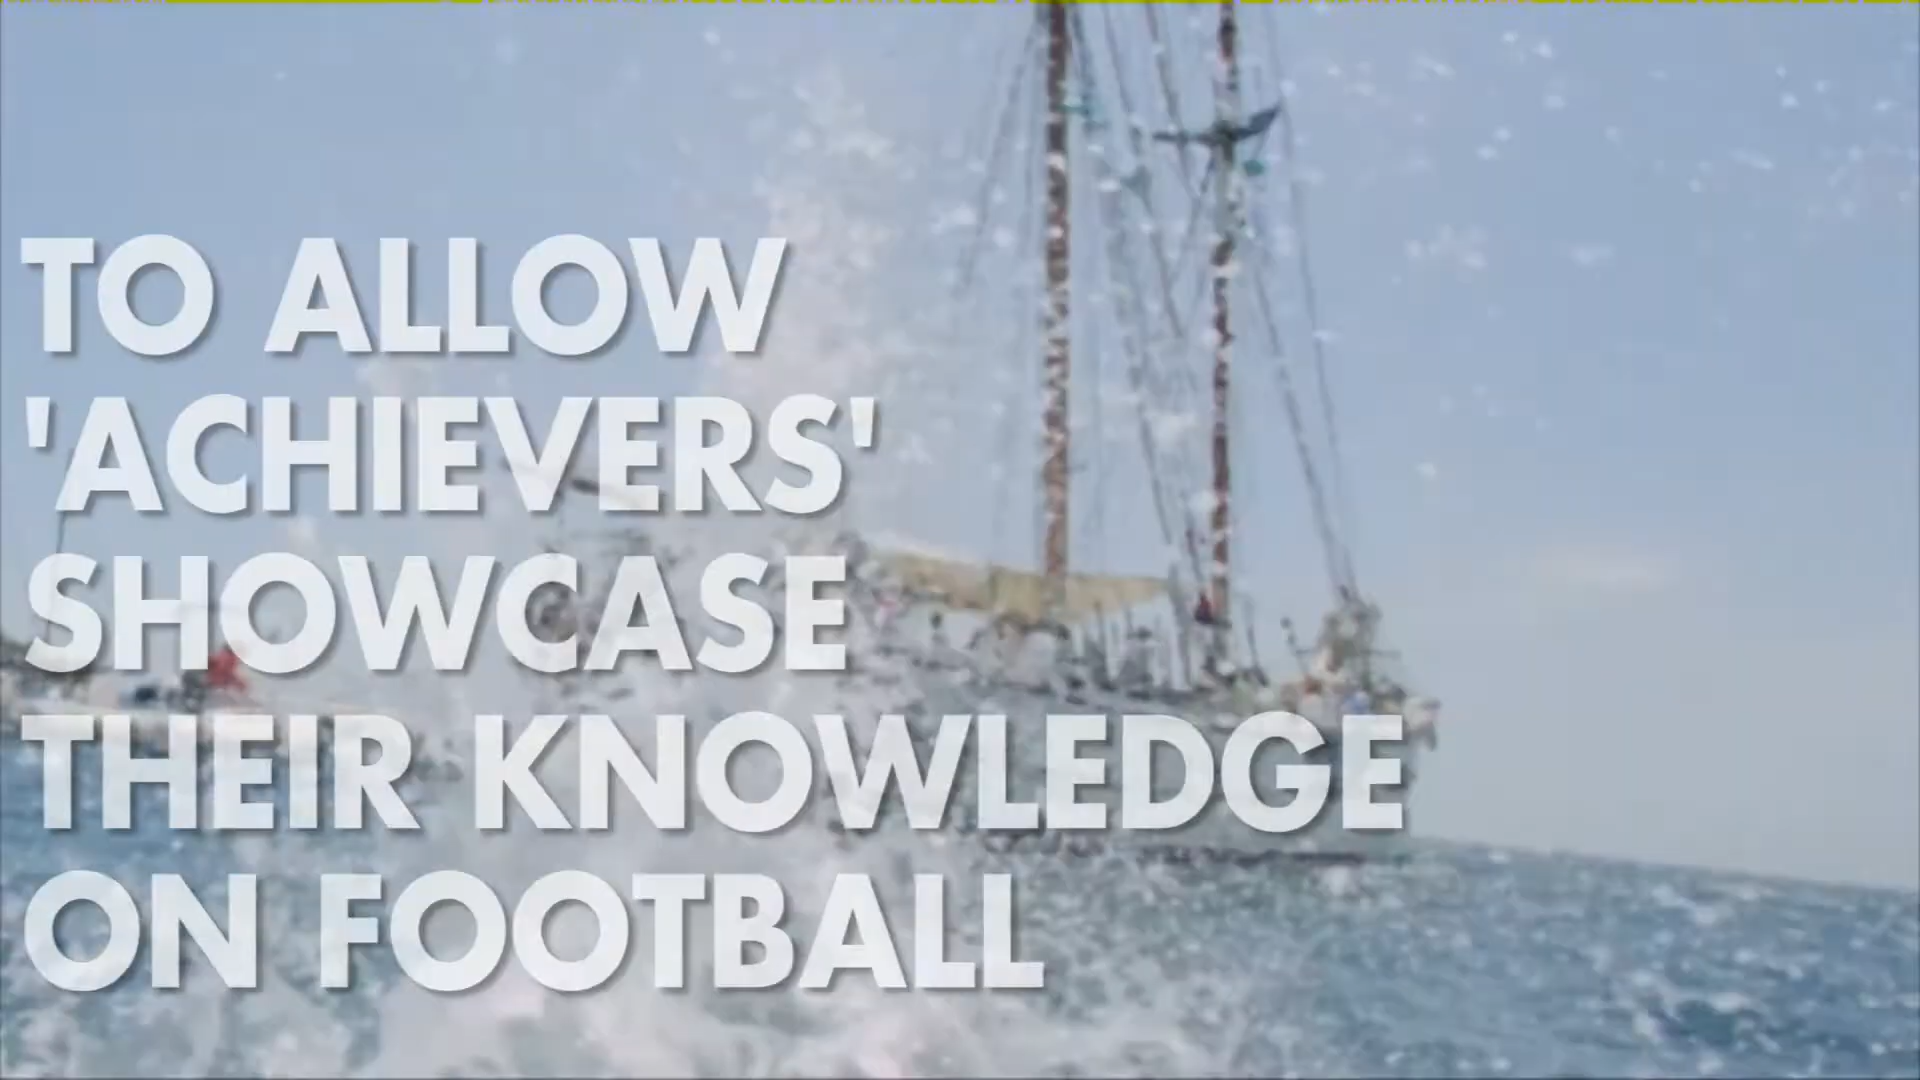 TO ALLOW
'ACHIEVERS'
SHOWCASE
THEIR KNOWLEDGE
ON FOOTBALL